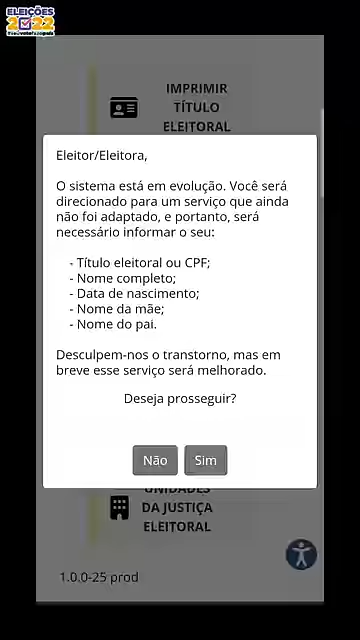 ELEIÇÕES
2022
IMPRIMIR
TÍTULO
ELEITORAL
Eleitor/Eleitora,
O sistema está em evolução. Você será
direcionado para um serviço que ainda
não foi adaptado, e portanto, será
necessário informar o seu:
- Título eleitoral ou CPF;
- Nome completo;
- Data de nascimento;
- Nome da mãe;
- Nome do pai.
Desculpem-nos o transtorno, mas em
breve esse serviço será melhorado.
Deseja prosseguir?
Não Sim
UNIDADES
DA JUSTIÇA
ELEITORAL
1.0.0-25 prod